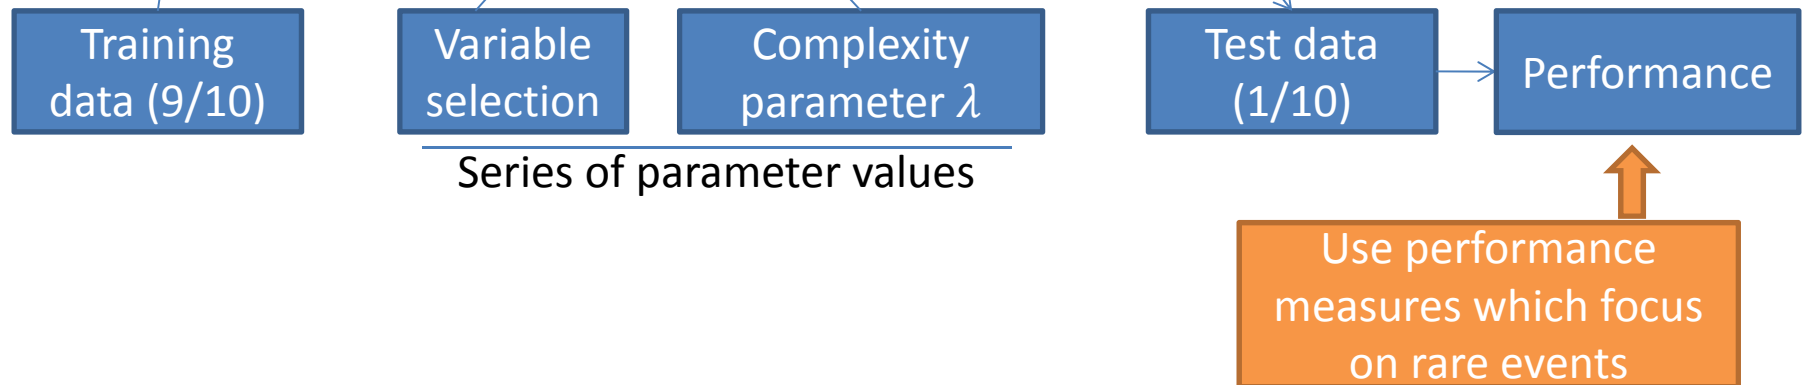 Training
data (9/10)
Variable
selection
Complexity
parameter λ
Test data
(1/10)
Performance
Series of parameter values
Use performance
measures which focus
on rare events